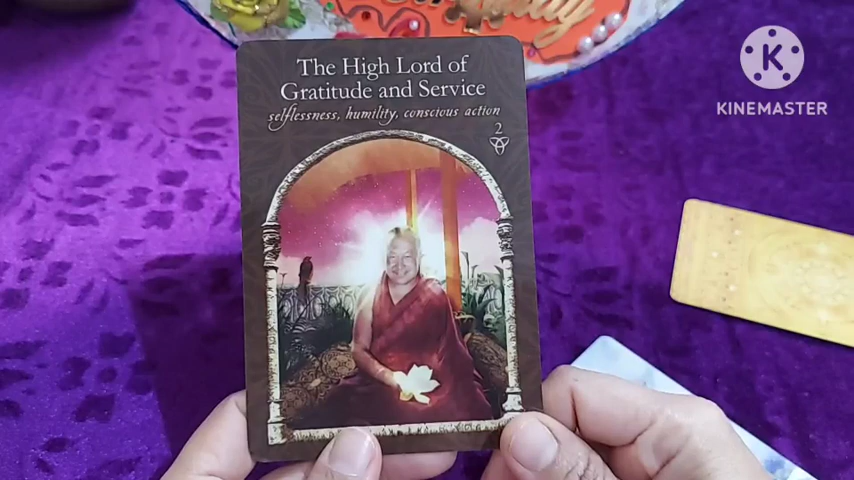 The High Lord of
Gratitude and Service
selflessness, humility, conscious action
2
K
KINEMASTER